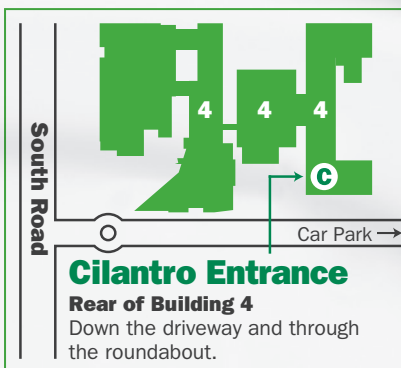 4 4 4
South Road
C
Car Park
Cilantro Entrance
Rear of Building 4
Down the driveway and through
the roundabout.